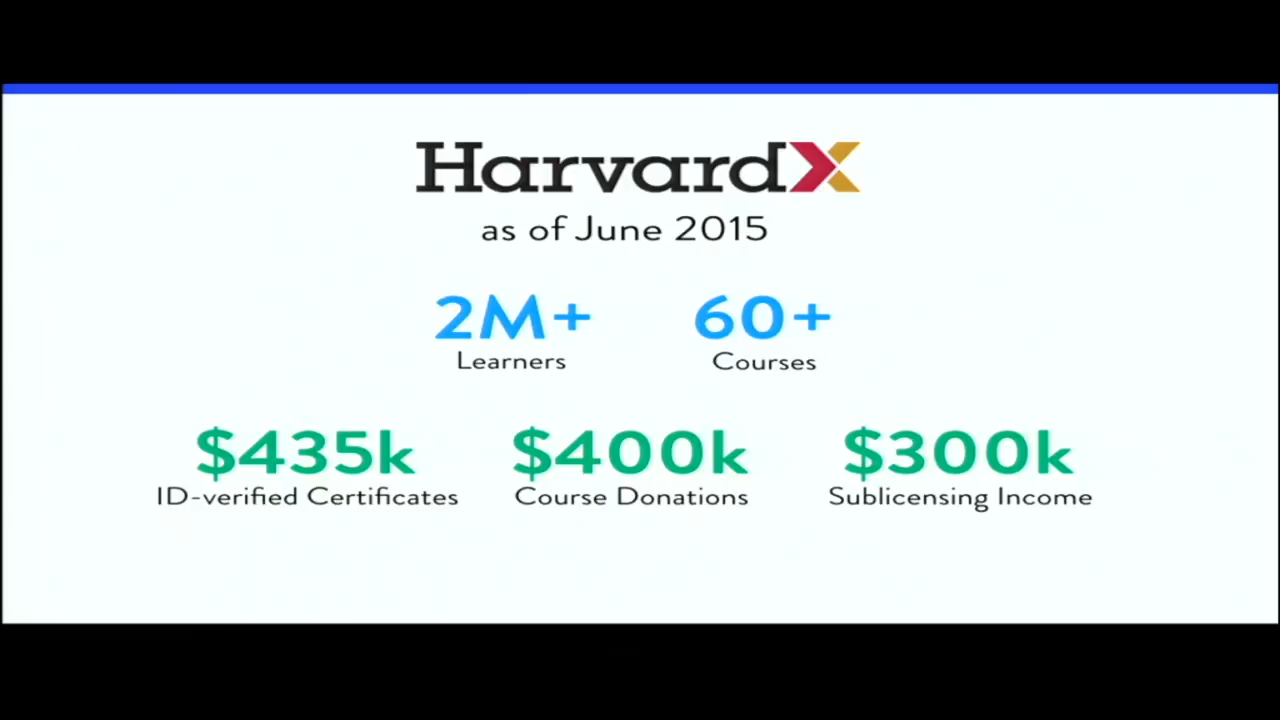 HarvardX
as of June 2015
2M+ 60+
Learners Courses
$435k $400k $300k
ID-verified Certificates Course Donations Sublicensing Income